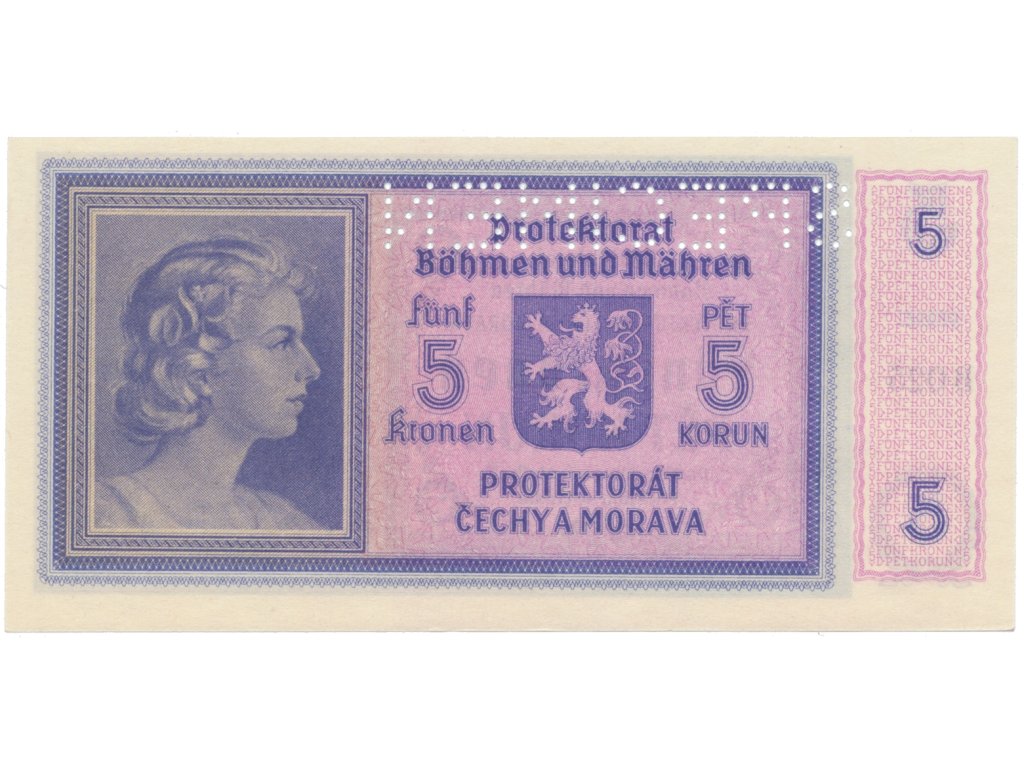 Protektorat
Böhmen und Mähren
fünf
5
Kronen
PĚT
5
KORUN
PROTEKTORÁT
ČECHY A MORAVA
5
5